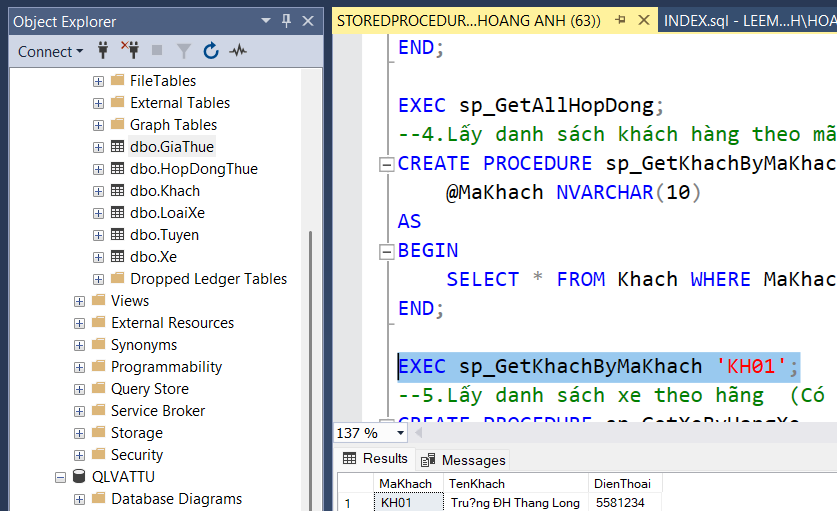 Object Explorer
Connect
FileTables
External Tables
Graph Tables
dbo.GiaThue
dbo.HopDongThue
dbo.Khach
dbo.LoaiXe
dbo.Tuyen
dbo.Xe
Dropped Ledger Tables
Views
External Resources
Synonyms
Programmability
Query Store
Service Broker
Storage
Security
QLVATTU
Database Diagrams
STOREDPROCEDUR...HOANG ANH (63))
INDEX.sql - LEEM...H\HOA
END;
EXEC sp_GetAllHopDong;
--4.Lấy danh sách khách hàng theo mã
CREATE PROCEDURE sp_GetKhachByMaKhac
@MaKhach NVARCHAR(10)
AS
BEGIN
SELECT * FROM Khach WHERE MaKhac
END;
EXEC sp_GetKhachByMaKhach 'KH01';
--5.Lấy danh sách xe theo hãng (Có
CREATE PROCEDURE sp_GetXeByHangXe
137 %
Results
Messages
MaKhach TenKhach DienThoai
1 KH01 Tru?ng ĐH Thang Long 5581234